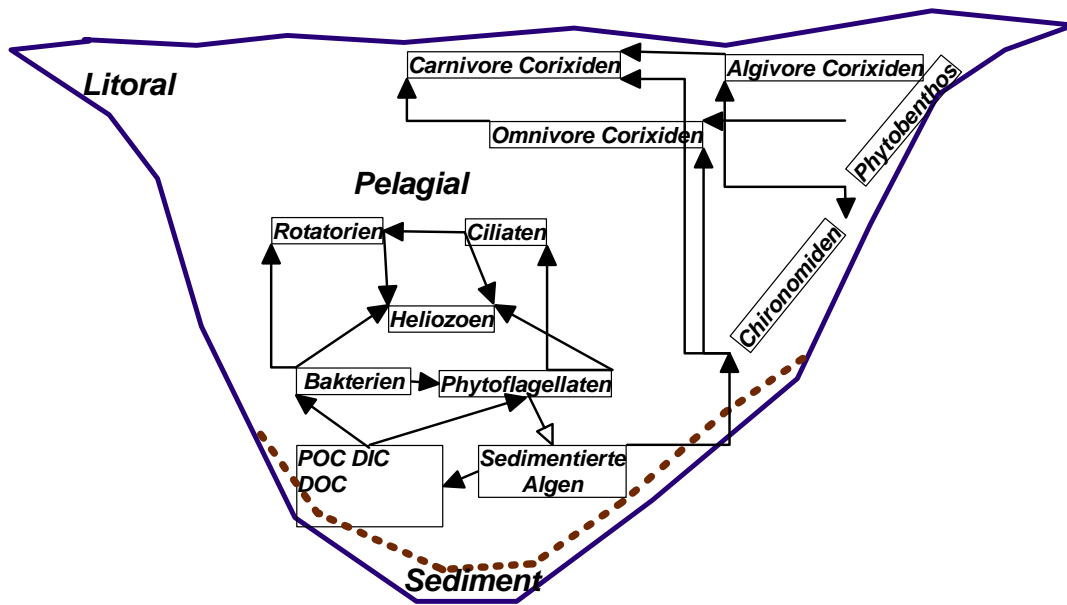 Carnivore Corixiden
Algivore Corixiden
Litoral
Phytobenthos
Omnivore Corixiden
Pelagial
Rotatorien
Ciliaten
Chironomiden
Heliozoen
Bakterien
Phytoflagellaten
POC DIC
DOC
Sedimentierte
Algen
Sediment